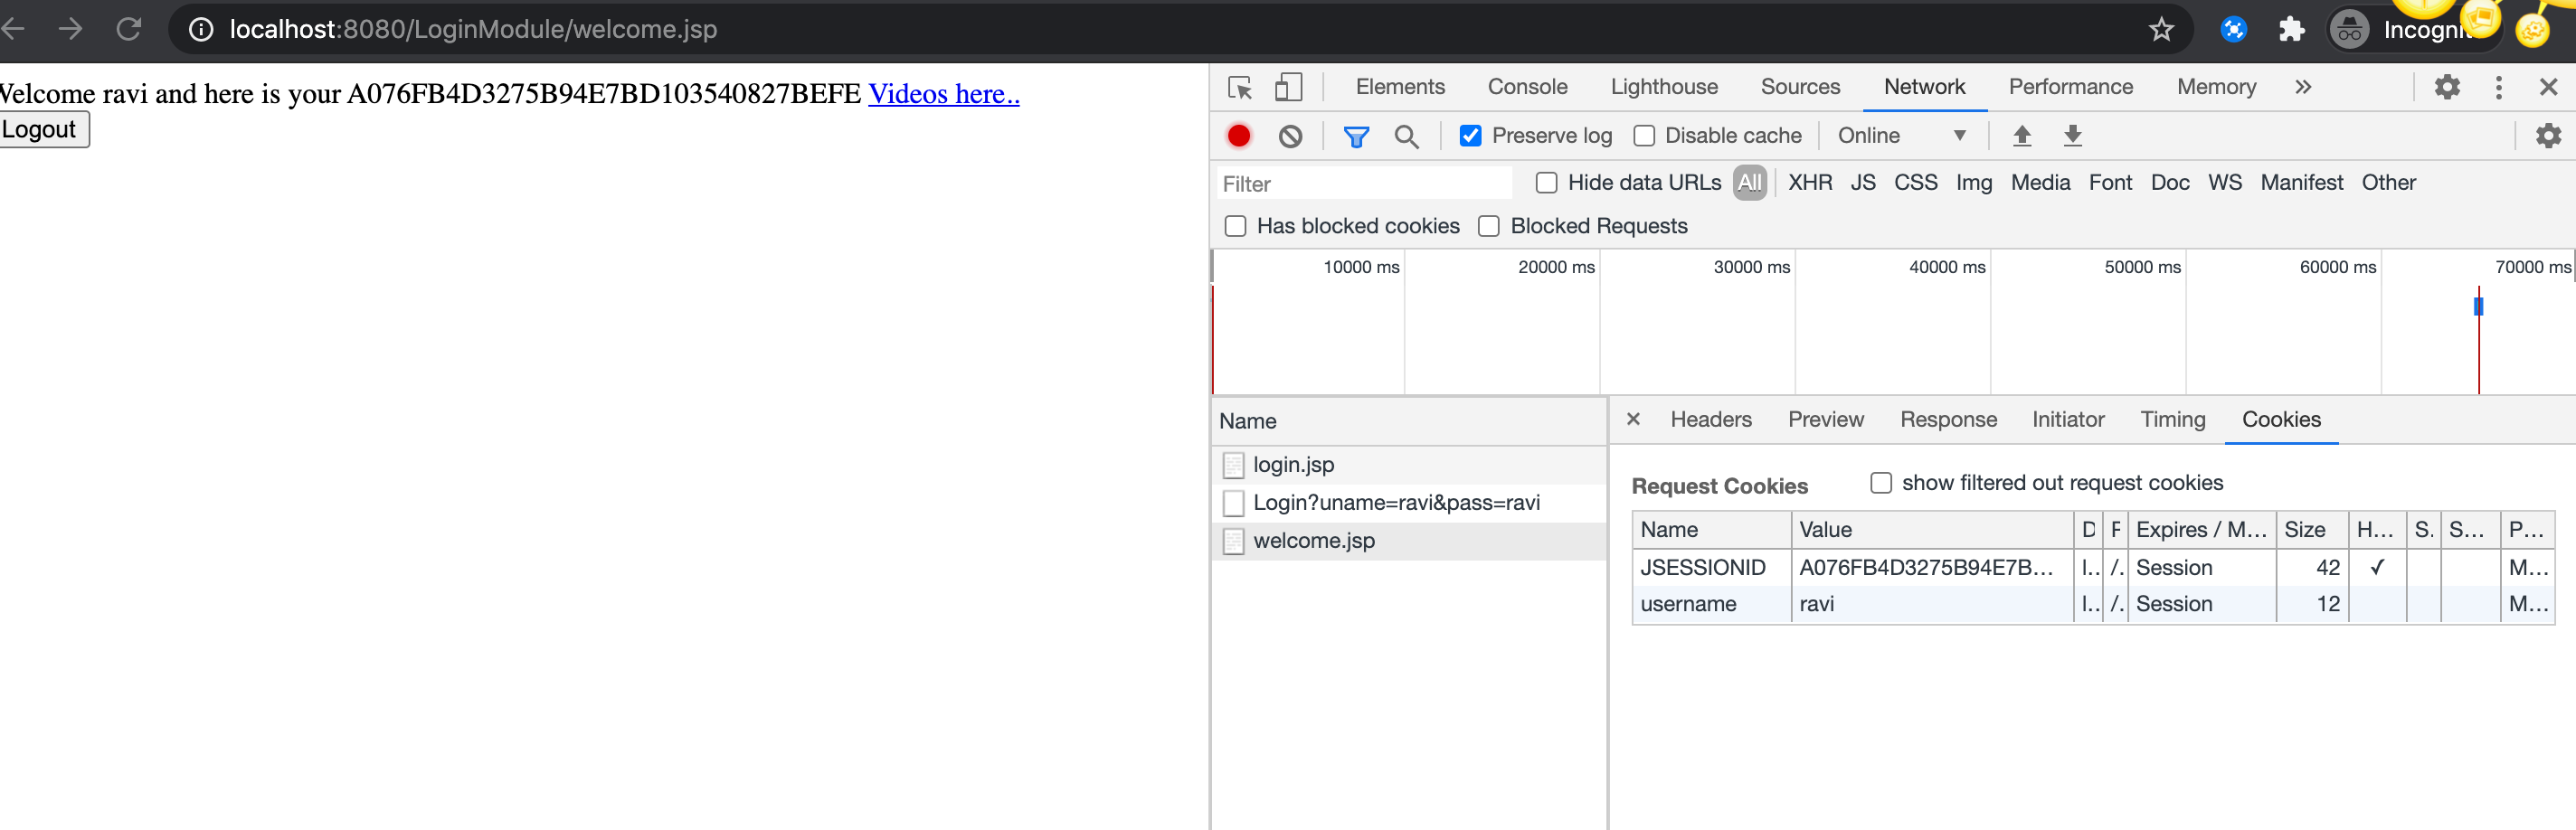 localhost:8080/LoginModule/welcome.jsp
Welcome ravi and here is your A076FB4D3275B94E7BD103540827BEFE Videos here..
Logout
Elements Console Lighthouse Sources Network Performance Memory »
Preserve log Disable cache Online
Filter Hide data URLs All XHR JS CSS Img Media Font Doc WS Manifest Other
Has blocked cookies Blocked Requests
10000 ms 20000 ms 30000 ms 40000 ms 50000 ms 60000 ms 70000 ms
Name
login.jsp
Login?uname=ravi&pass=ravi
welcome.jsp
Headers Preview Response Initiator Timing Cookies
Request Cookies show filtered out request cookies
Name Value D P Expires / M... Size H... S. S... P...
JSESSIONID A076FB4D3275B94E7B... l.. /. Session 42 ✓ M...
username ravi l.. /. Session 12 M...